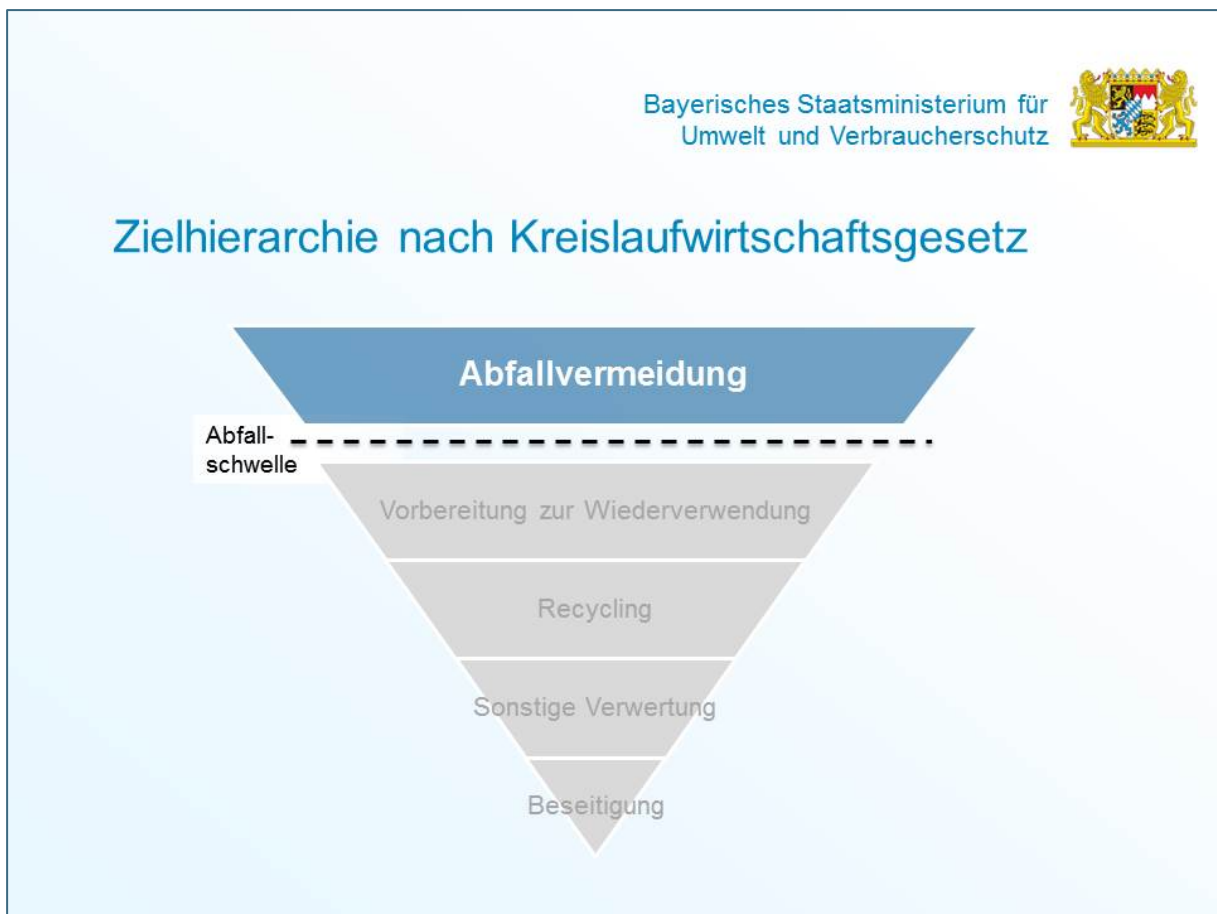 Bayerisches Staatsministerium für
Umwelt und Verbraucherschutz
Zielhierarchie nach Kreislaufwirtschaftsgesetz
Abfallvermeidung
Abfall-
schwelle
Vorbereitung zur Wiederverwendung
Recycling
Sonstige Verwertung
Beseitigung